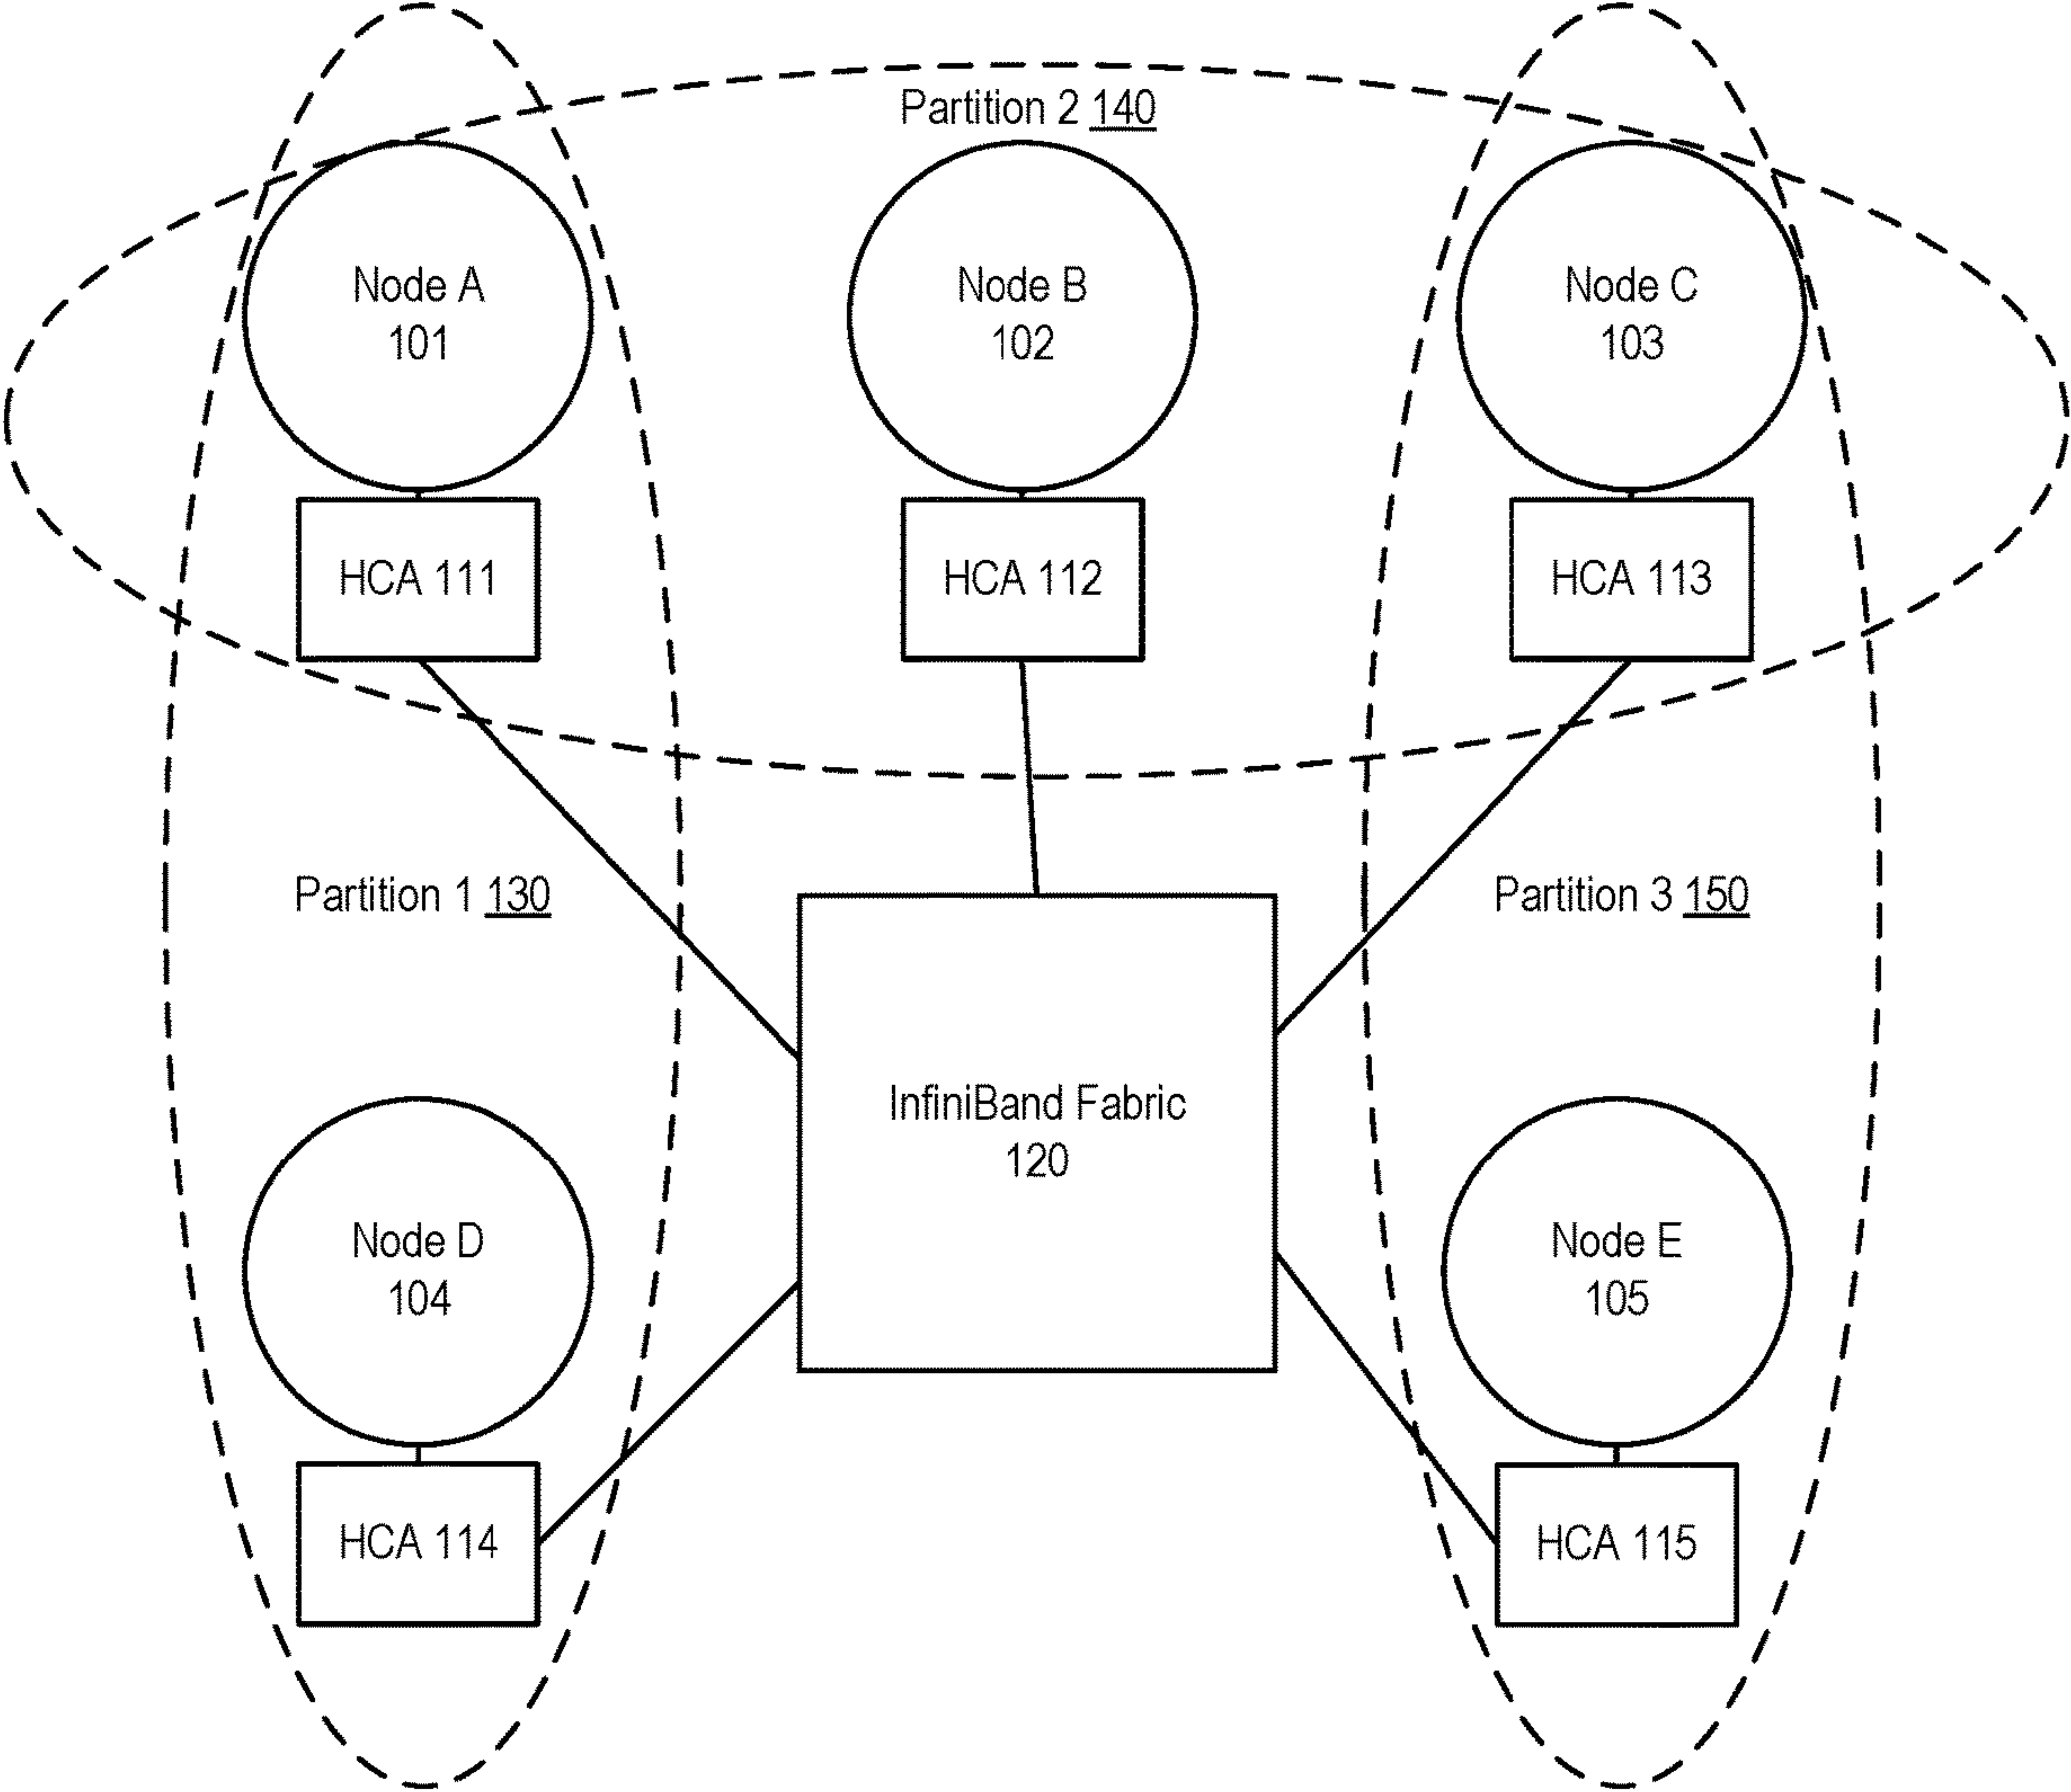 Partition 2 140
Node A
101
Node B
102
Node C
103
HCA 111
HCA 112
HCA 113
Partition 1 130
Partition 3 150
InfiniBand Fabric
120
Node D
104
Node E
105
HCA 114
HCA 115